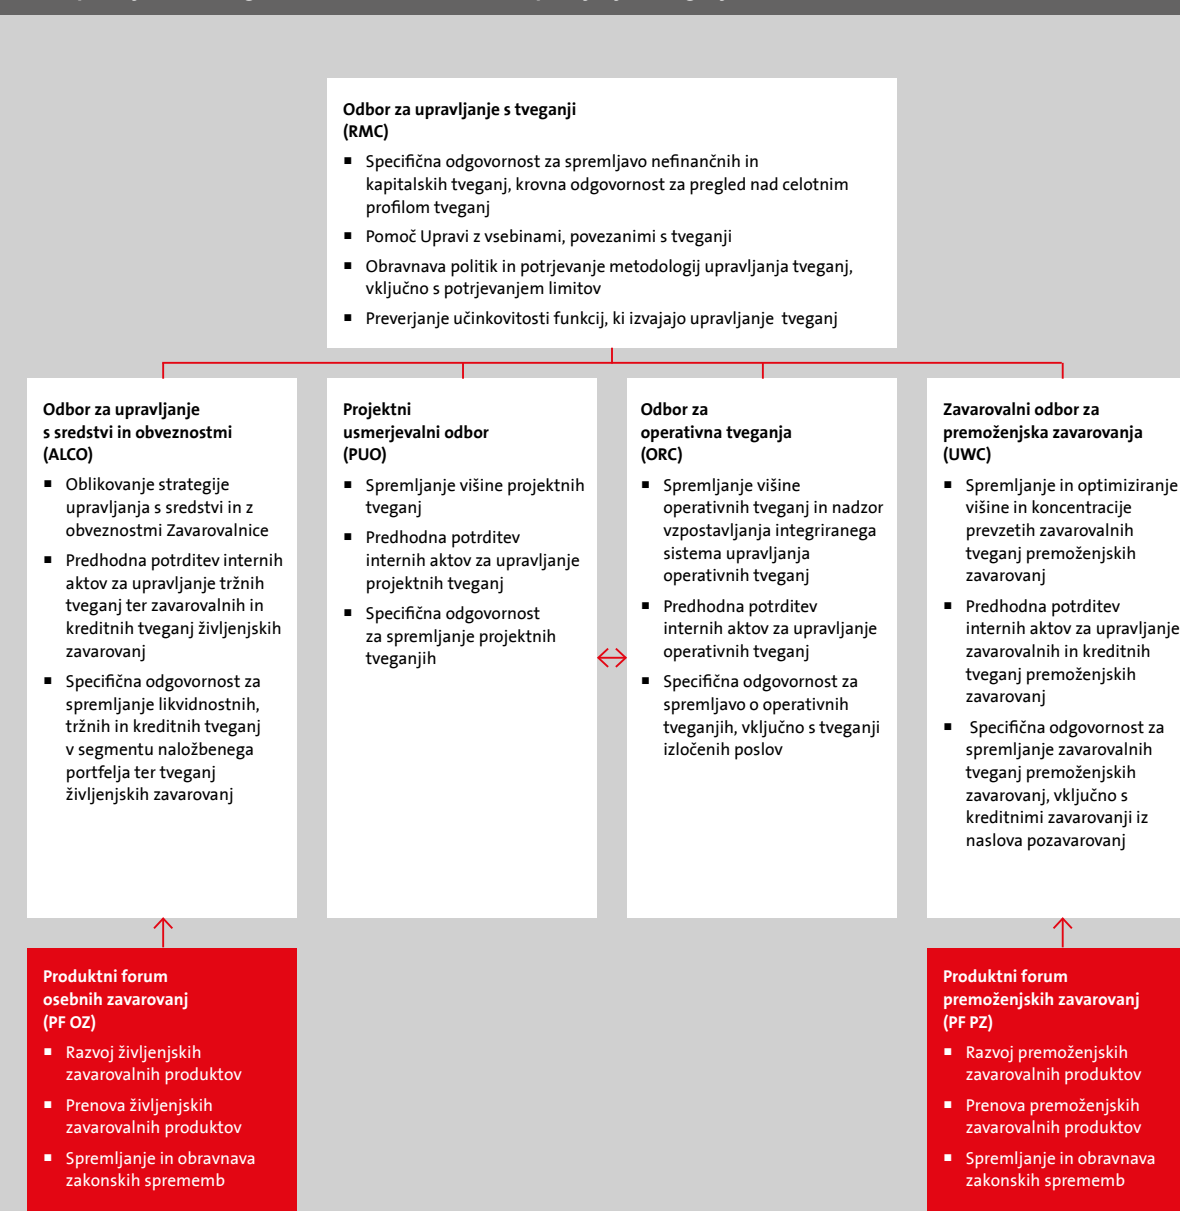 Odbor za upravljanje s tveganji
(RMC)
▪ Specifična odgovornost za spremljavo nefinančnih in
kapitalskih tveganj, krovna odgovornost za pregled nad celotnim
profilom tveganj
▪ Pomoč Upravi z vsebinami, povezanimi s tveganji
▪ Obravnava politik in potrjevanje metodologij upravljanja tveganj,
vključno s potrjevanjem limitov
▪ Preverjanje učinkovitosti funkcij, ki izvajajo upravljanje tveganj
Odbor za upravljanje
s sredstvi in obveznostmi
(ALCO)
▪ Oblikovanje strategije
upravljanja s sredstvi in z
obveznostmi Zavarovalnice
▪ Predhodna potrditev internih
aktov za upravljanje tržnih
tveganj ter zavarovalnih in
kreditnih tveganj življenjskih
zavarovanj
▪ Specifična odgovornost za
spremljanje likvidnostnih,
tržnih in kreditnih tveganj
v segmentu naložbenega
portfelja ter tveganj
življenjskih zavarovanj
Projektni
usmerjevalni odbor
(PUO)
▪ Spremljanje višine projektnih
tveganj
▪ Predhodna potrditev
internih aktov za upravljanje
projektnih tveganj
▪ Specifična odgovornost
za spremljanje projektnih
tveganjih
Odbor za
operativna tveganja
(ORC)
▪ Spremljanje višine
operativnih tveganj in nadzor
vzpostavljanja integriranega
sistema upravljanja
operativnih tveganj
▪ Predhodna potrditev
internih aktov za upravljanje
operativnih tveganj
▪ Specifična odgovornost za
spremljavo o operativnih
tveganjih, vključno s tveganji
izločenih poslov
Zavarovalni odbor za
premoženjska zavarovanja
(UWC)
▪ Spremljanje in optimiziranje
višine in koncentracije
prevzetih zavarovalnih
tveganj premoženjskih
zavarovanj
▪ Predhodna potrditev
internih aktov za upravljanje
zavarovalnih in kreditnih
tveganj premoženjskih
zavarovanj
▪ Specifična odgovornost za
spremljanje zavarovalnih
tveganj premoženjskih
zavarovanj, vključno s
kreditnimi zavarovanji iz
naslova pozavarovanj
Produktni forum
osebnih zavarovanj
(PF OZ)
▪ Razvoj življenjskih
zavarovalnih produktov
▪ Prenova življenjskih
zavarovalnih produktov
▪ Spremljanje in obravnava
zakonskih sprememb
Produktni forum
premoženjskih zavarovanj
(PF PZ)
▪ Razvoj premoženjskih
zavarovalnih produktov
▪ Prenova premoženjskih
zavarovalnih produktov
▪ Spremljanje in obravnava
zakonskih sprememb